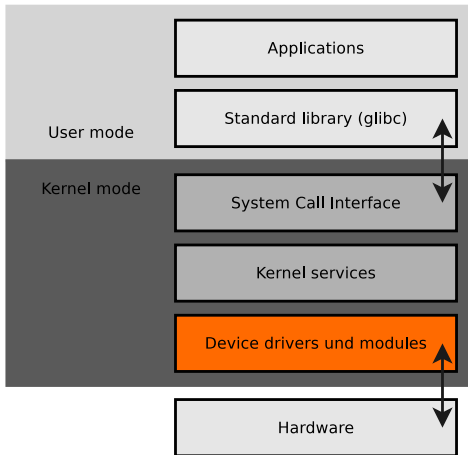 Applications
Standard library (glibc)
User mode
Kernel mode
System Call Interface
Kernel services
Device drivers und modules
Hardware